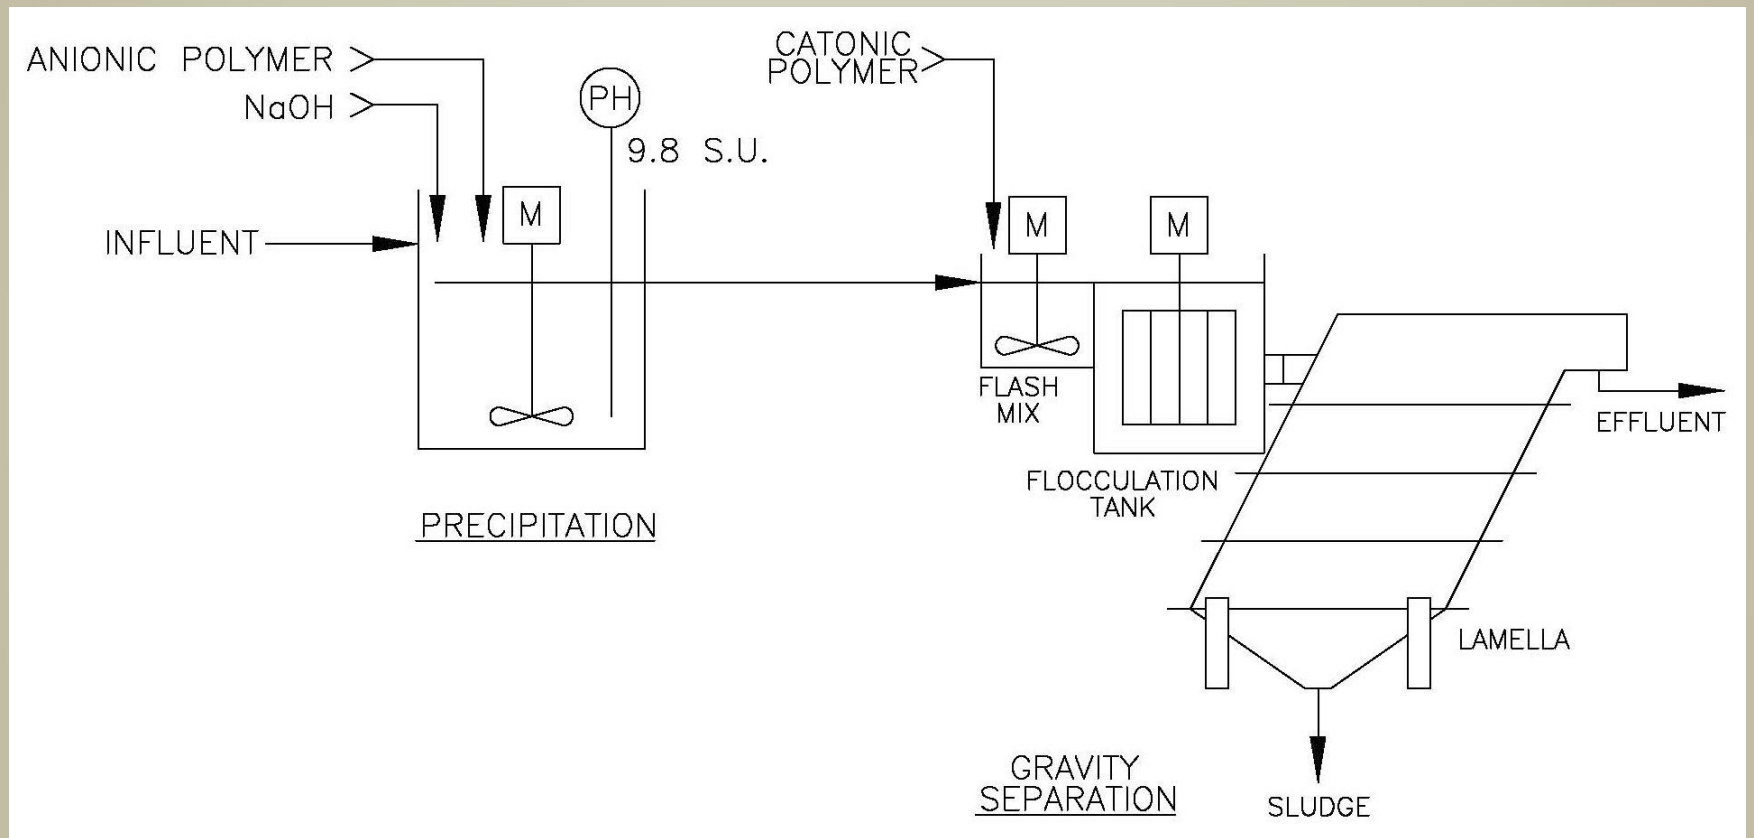 ANIONIC POLYMER
NaOH
INFLUENT
M
PH
9.8 S.U.
PRECIPITATION
CATONIC
POLYMER
M
M
FLASH
MIX
FLOCCULATION
TANK
EFFLUENT
LAMELLA
GRAVITY
SEPARATION
SLUDGE